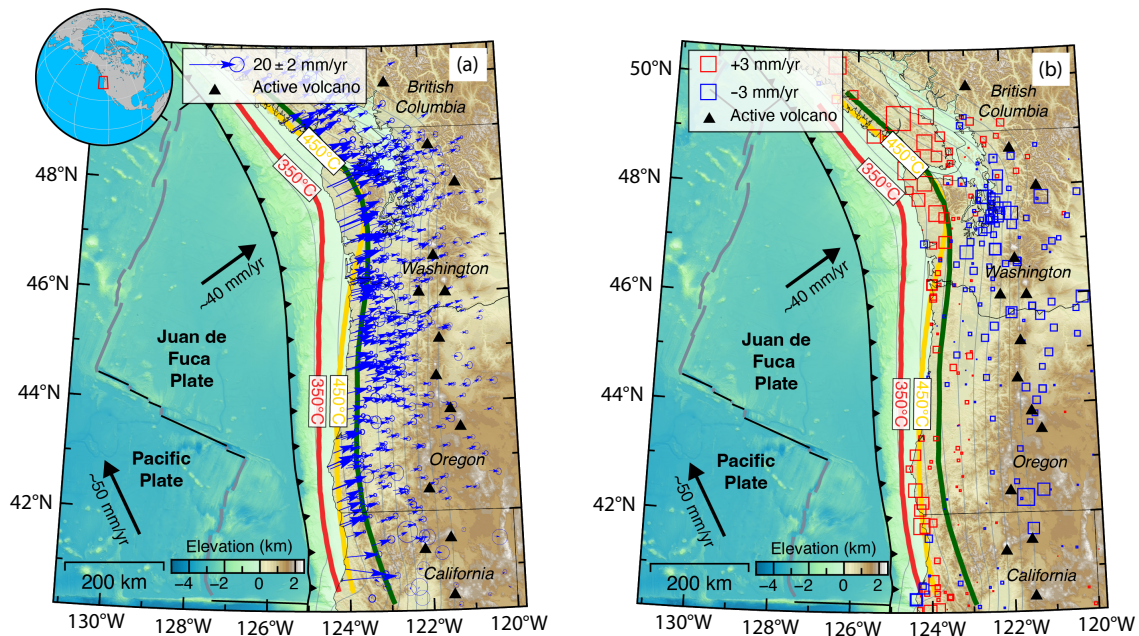 20 ± 2 mm/yr
Active volcano
(a)
British
Columbia
450°C
350°C
~40 mm/yr
Washington
Juan de
Fuca
Plate
350°C
450°C
Pacific
Plate
~50 mm/yr
Oregon
Elevation (km)
−4 −2 0 2
200 km
California
48°N
46°N
44°N
42°N
130°W 128°W 126°W 124°W 122°W 120°W
+3 mm/yr
−3 mm/yr
Active volcano
(b)
British
Columbia
450°C
350°C
~40 mm/yr
Washington
Juan de
Fuca
Plate
350°C
450°C
Pacific
Plate
~50 mm/yr
Oregon
Elevation (km)
−4 −2 0 2
200 km
California
50°N
48°N
46°N
44°N
42°N
130°W 128°W 126°W 124°W 122°W 120°W